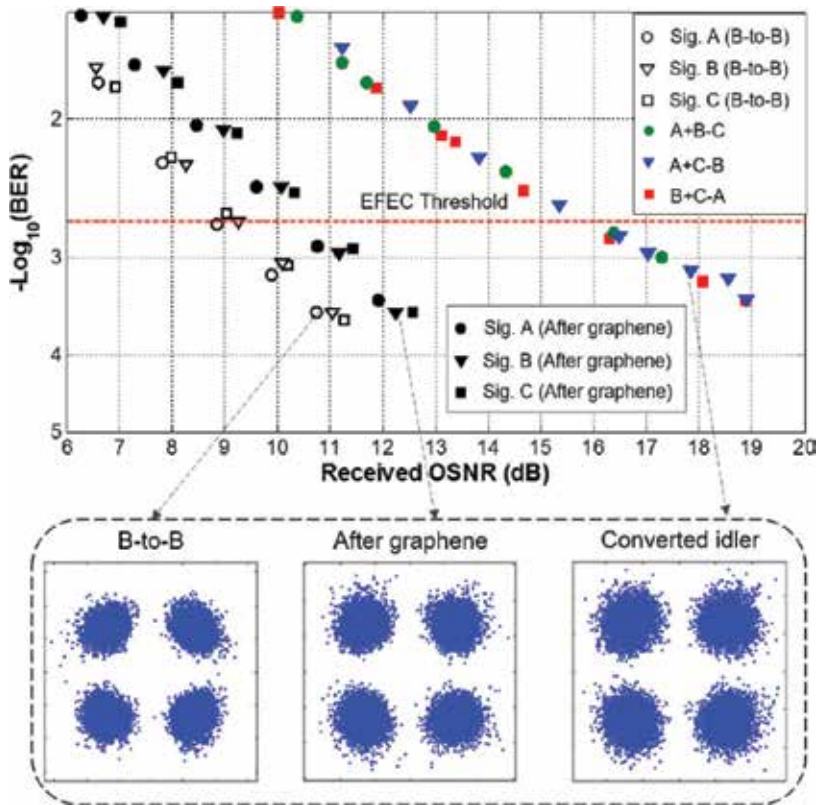 Sig. A (B-to-B)
Sig. B (B-to-B)
Sig. C (B-to-B)
A+B-C
A+C-B
B+C-A
EFEC Threshold
Sig. A (After graphene)
Sig. B (After graphene)
Sig. C (After graphene)
-Log10(BER)
2
3
4
5
6 7 8 9 10 11 12 13 14 15 16 17 18 19 20
Received OSNR (dB)
B-to-B
After graphene
Converted idler